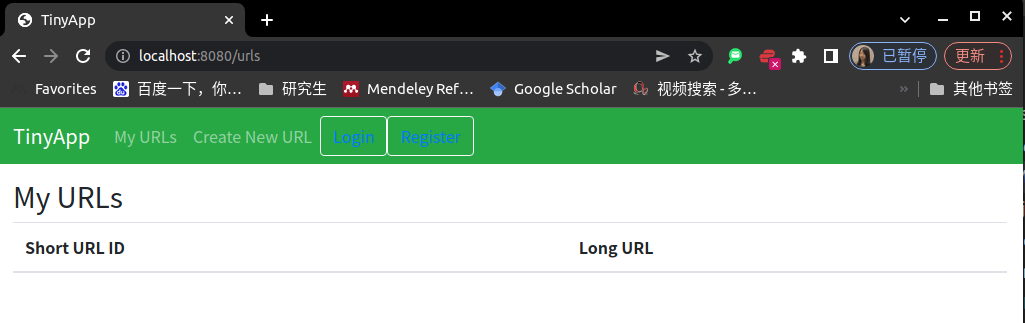 TinyApp
localhost:8080/urls
已暂停
更新
Favorites
百度一下，你…
研究生
Mendeley Ref…
Google Scholar
视频搜索 - 多…
»
其他书签
TinyApp
My URLs
Create New URL
Login
Register
My URLs
Short URL ID
Long URL